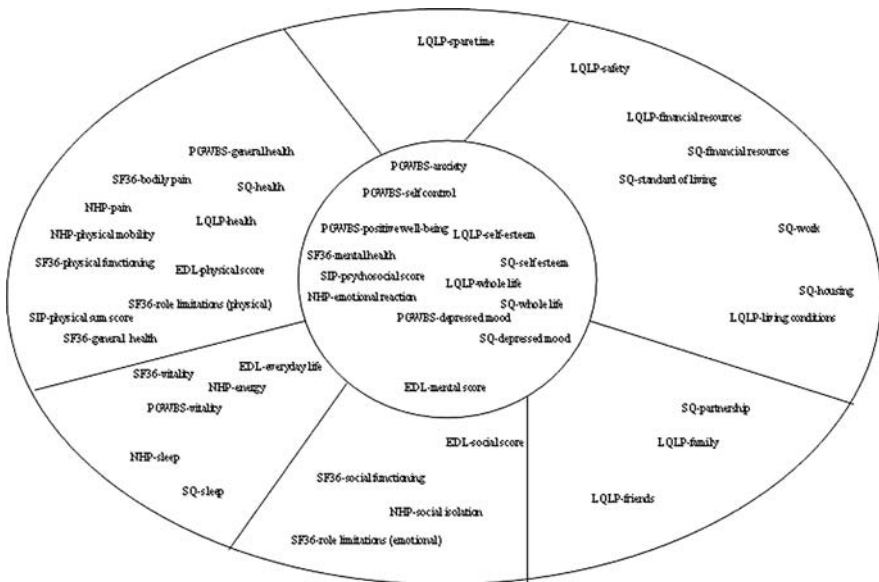 LQLP-spare time
LQLP-safety
LQLP-financial resources
SQ-financial resources
SQ-standard of living
SQ-work
SQ-housing
LQLP-living conditions
PGWBS-general health
SF36-bodily pain
SQ-health
NHP-pain
LQLP-health
NHP-physical mobility
SF36-physical functioning
EDL-physical score
SF36-role limitations (physical)
SIP-physical sum score
SF36-general health
PGWBS-anxiety
PGWBS-self control
PGWBS-positive well-being
LQLP-self-esteem
SF36-mental health
SQ-self esteem
SIP-psychosocial score
LQLP-whole life
NHP-emotional reaction
SQ-whole life
PGWBS-depressed mood
SQ-depressed mood
EDL-mental score
SF36-vitality
EDL-everyday life
NHP-energy
PGWBS-vitality
NHP-sleep
SQ-sleep
EDL-social score
SF36-social functioning
NHP-social isolation
SF36-role limitations (emotional)
SQ-partnership
LQLP-family
LQLP-friends